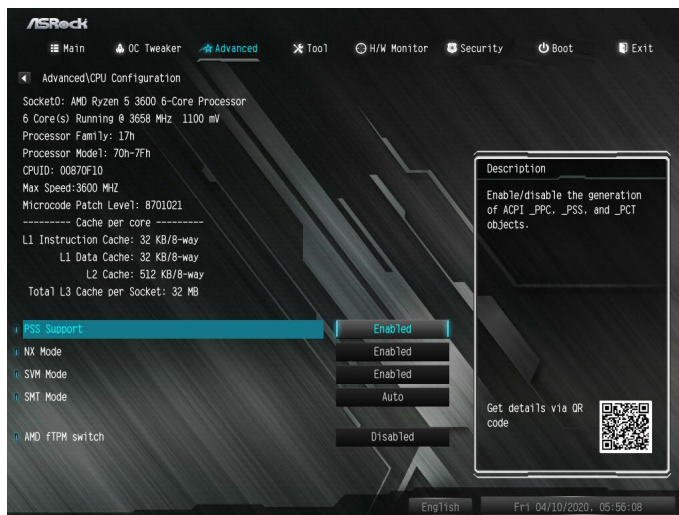 ASRock
Main OC Tweaker Advanced Tool H/W Monitor Security Boot Exit
Advanced\CPU Configuration
Socket0: AMD Ryzen 5 3600 6-Core Processor
6 Core(s) Running @ 3658 MHz 1100 mV
Processor Family: 17h
Processor Model: 70h-7Fh
CPUID: 00870F10
Max Speed:3600 MHZ
Microcode Patch Level: 8701021
--------- Cache per core ---------
L1 Instruction Cache: 32 KB/8-way
L1 Data Cache: 32 KB/8-way
L2 Cache: 512 KB/8-way
Total L3 Cache per Socket: 32 MB
PSS Support Enabled
NX Mode Enabled
SVM Mode Enabled
SMT Mode Auto
AMD fTPM switch Disabled
Description
Enable/disable the generation
of ACPI _PPC, _PSS, and _PCT
objects.
Get details via QR
code
English Fri 04/10/2020, 05:56:08